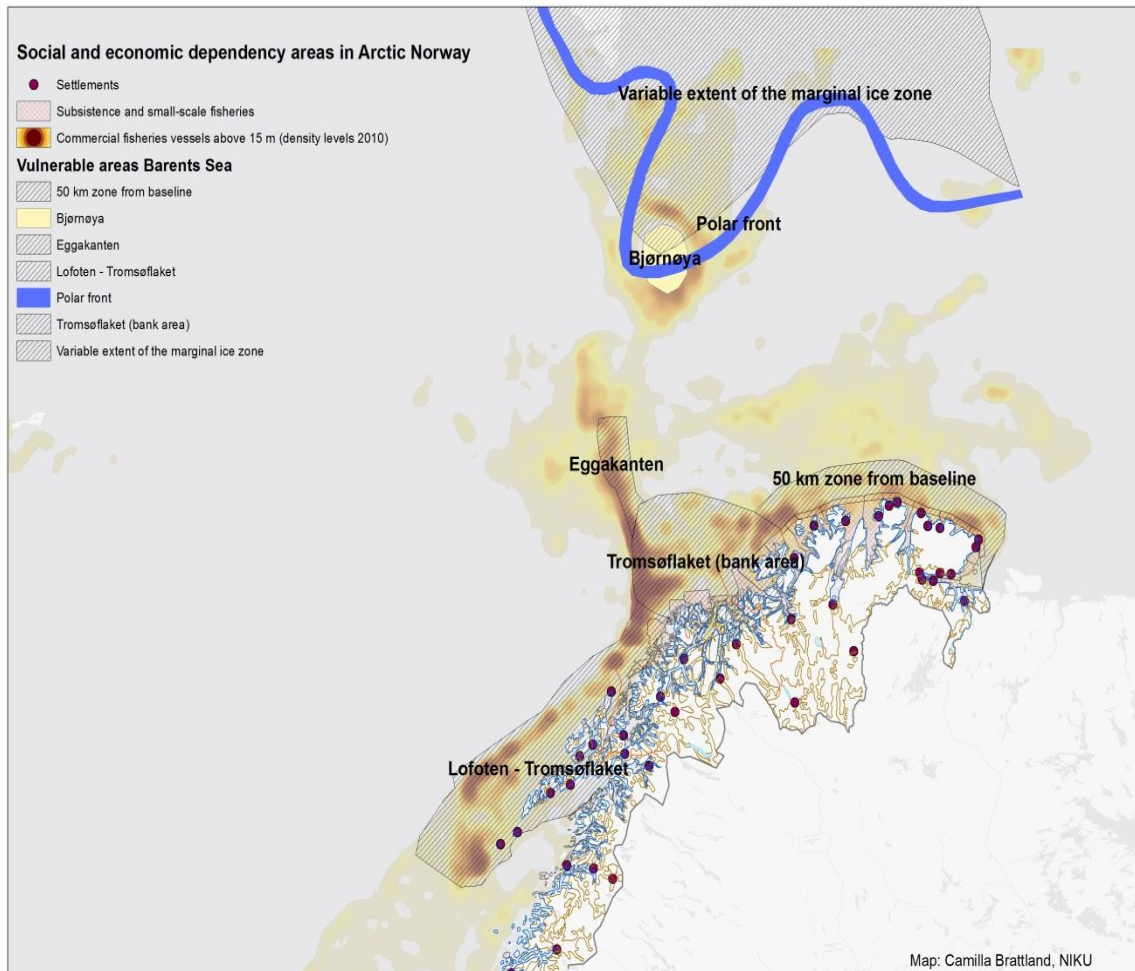 Social and economic dependency areas in Arctic Norway
Settlements
Subsistence and small-scale fisheries
Commercial fisheries vessels above 15 m (density levels 2010)
Vulnerable areas Barents Sea
50 km zone from baseline
Bjørnøya
Eggakanten
Lofoten - Tromsøflaket
Polar front
Tromsøflaket (bank area)
Variable extent of the marginal ice zone
Variable extent of the marginal ice zone
Polar front
Bjørnøya
Eggakanten
50 km zone from baseline
Tromsøflaket (bank area)
Lofoten - Tromsøflaket
Map: Camilla Brattland, NIKU